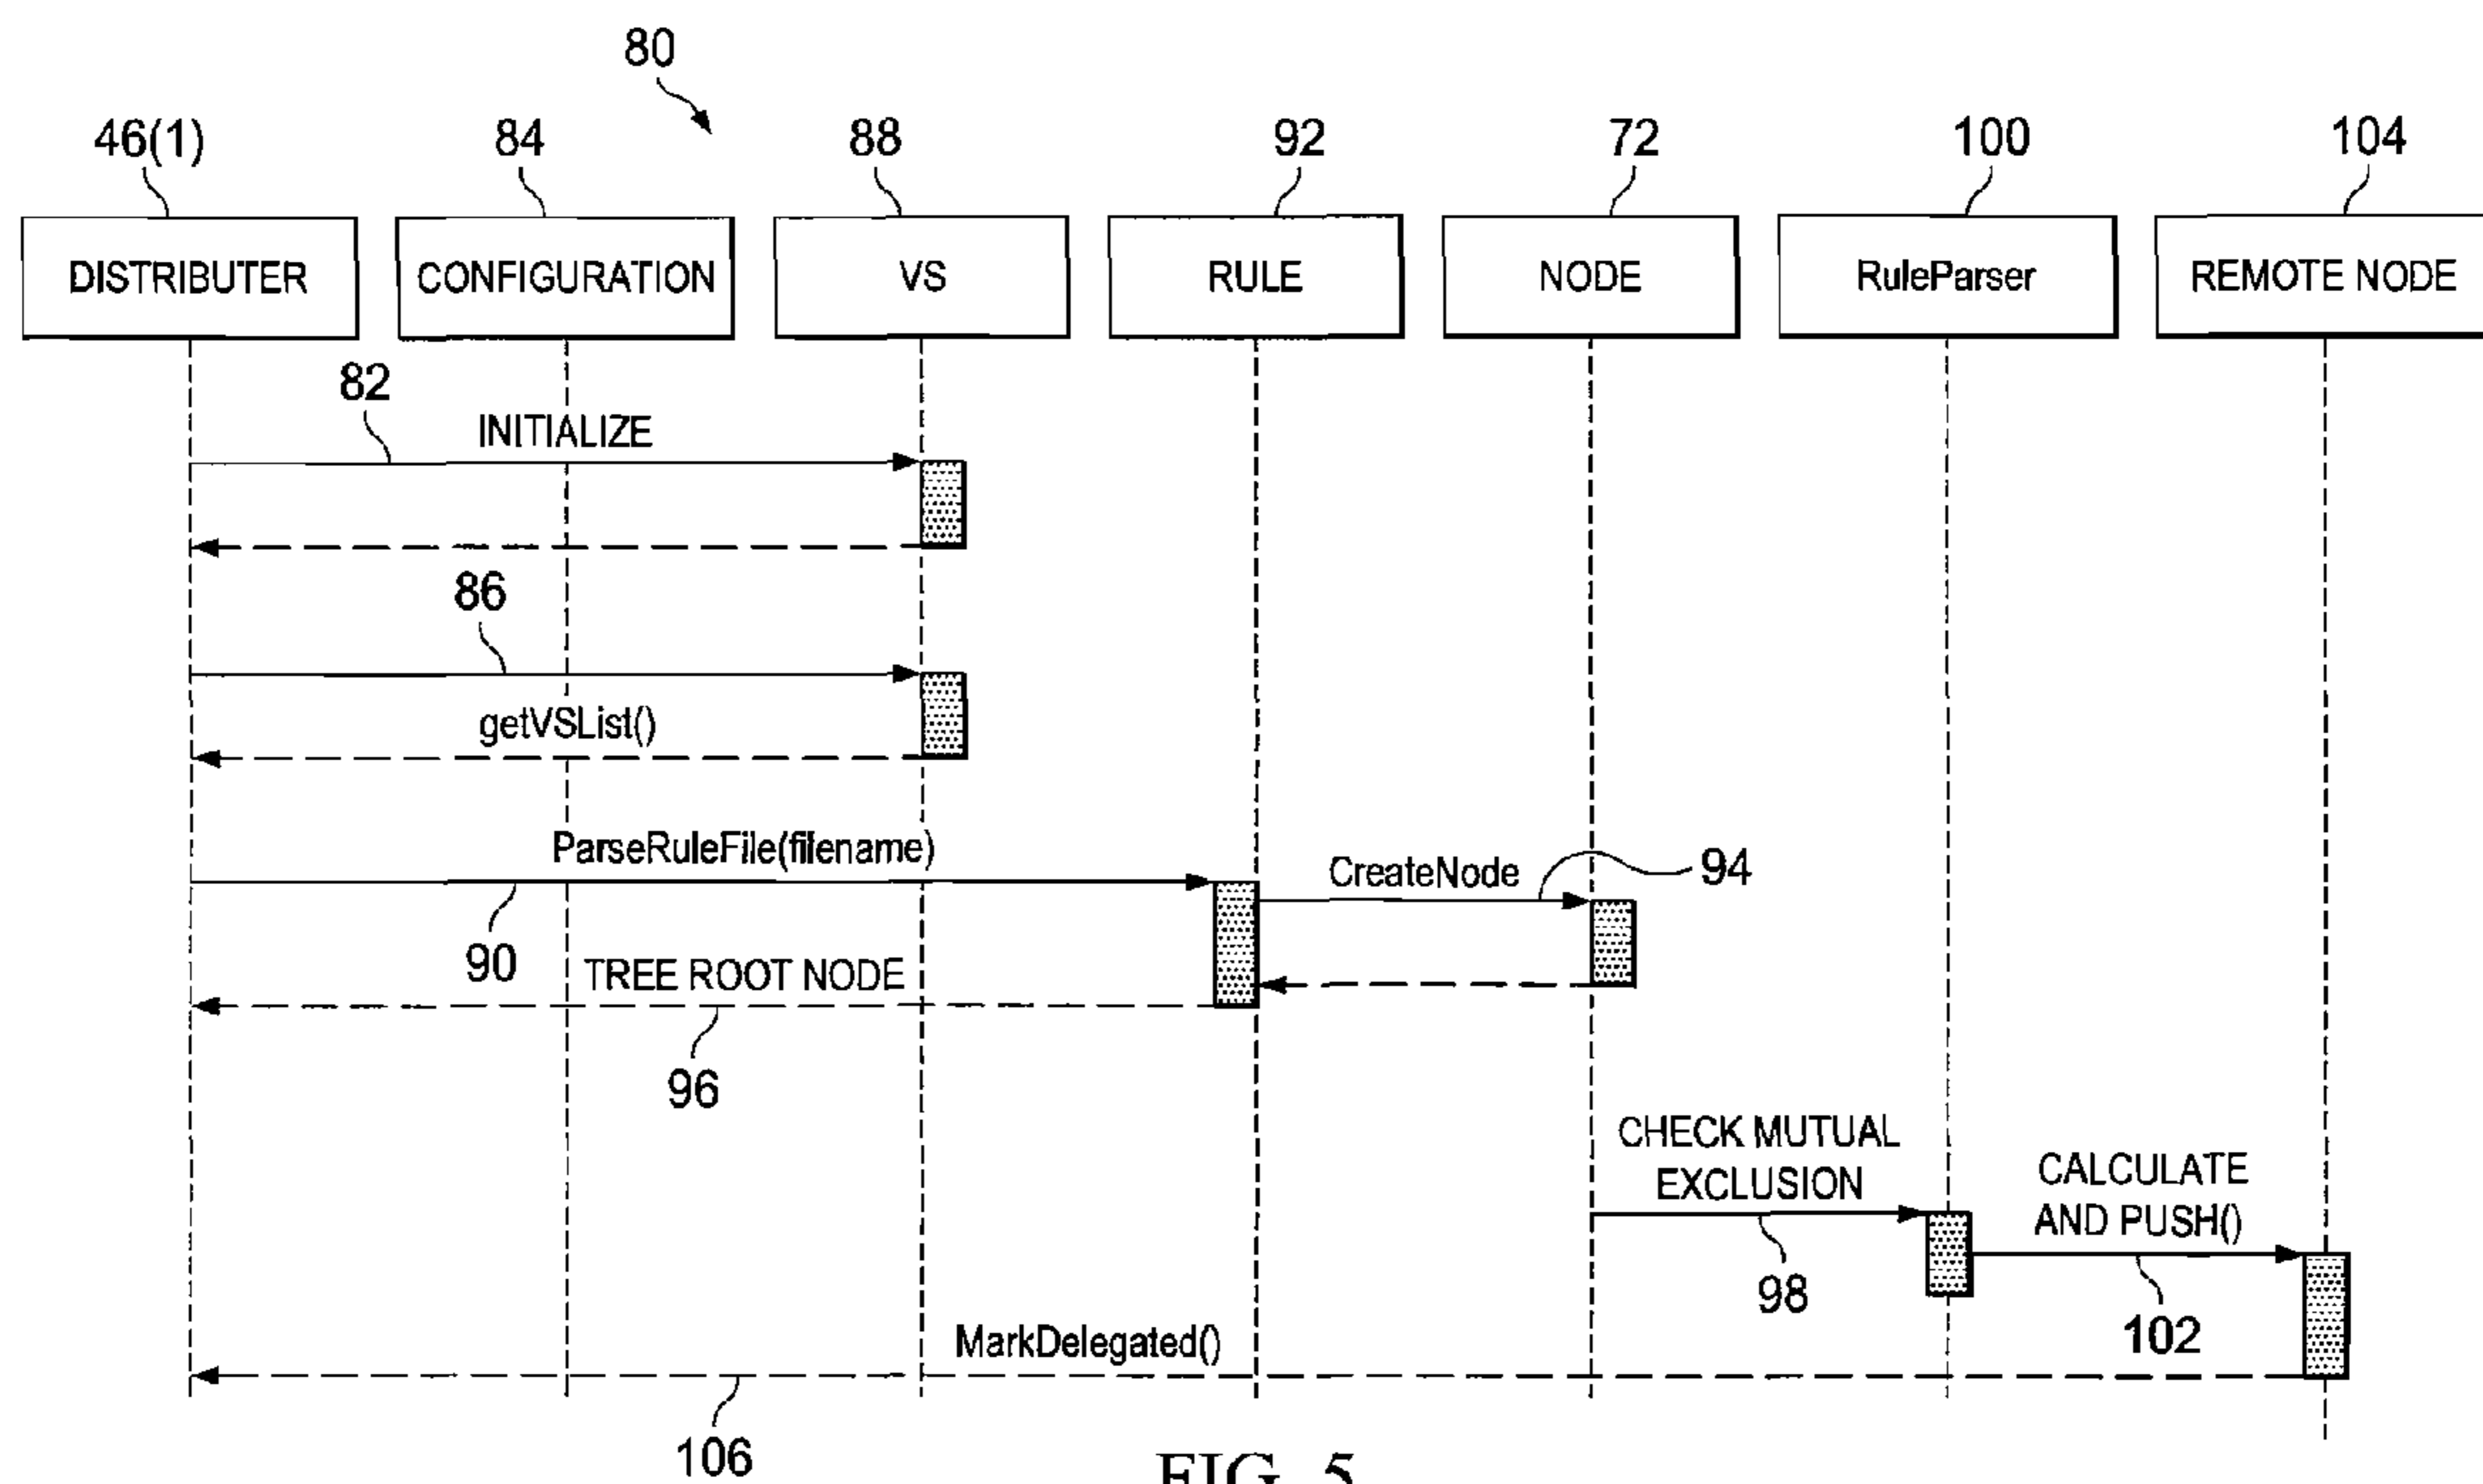 80
46(1)
84
88
92
72
100
104
DISTRIBUTER
CONFIGURATION
VS
RULE
NODE
RuleParser
REMOTE NODE
82
INITIALIZE
86
getVSList()
ParseRuleFile(filename)
90
CreateNode
94
TREE ROOT NODE
96
CHECK MUTUAL
EXCLUSION
98
CALCULATE
AND PUSH()
102
MarkDelegated()
106
FIG. 5